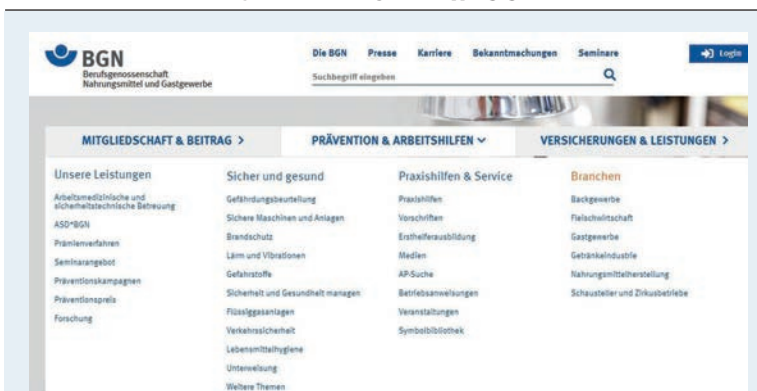 BGN
Berufsgenossenschaft
Nahrungsmittel und Gastgewerbe
Die BGN Presse Karriere Bekanntmachungen Seminare
Login
Suchbegriff eingeben
MITGLIEDSCHAFT & BEITRAG >
PRÄVENTION & ARBEITSHILFEN
VERSICHERUNGEN & LEISTUNGEN >
Unsere Leistungen
Arbeitsmedizinische und
sicherheitstechnische Betreuung
ASD*BGN
Prämienverfahren
Seminarangebot
Präventionskampagnen
Präventionspreis
Forschung
Sicher und gesund
Gefährdungsbeurteilung
Sichere Maschinen und Anlagen
Brandschutz
Lärm und Vibrationen
Gefahrstoffe
Sicherheit und Gesundheit managen
Flüssiggasanlagen
Verkehrssicherheit
Lebensmittelhygiene
Unterweisung
Weitere Themen
Praxishilfen & Service
Praxishilfen
Vorschriften
Ersthelferausbildung
Medien
AP-Suche
Betriebsanweisungen
Veranstaltungen
Symbolbibliothek
Branchen
Backgewerbe
Fleischwirtschaft
Gastgewerbe
Getränkeindustrie
Nahrungsmittelherstellung
Schausteller und Zirkusbetriebe